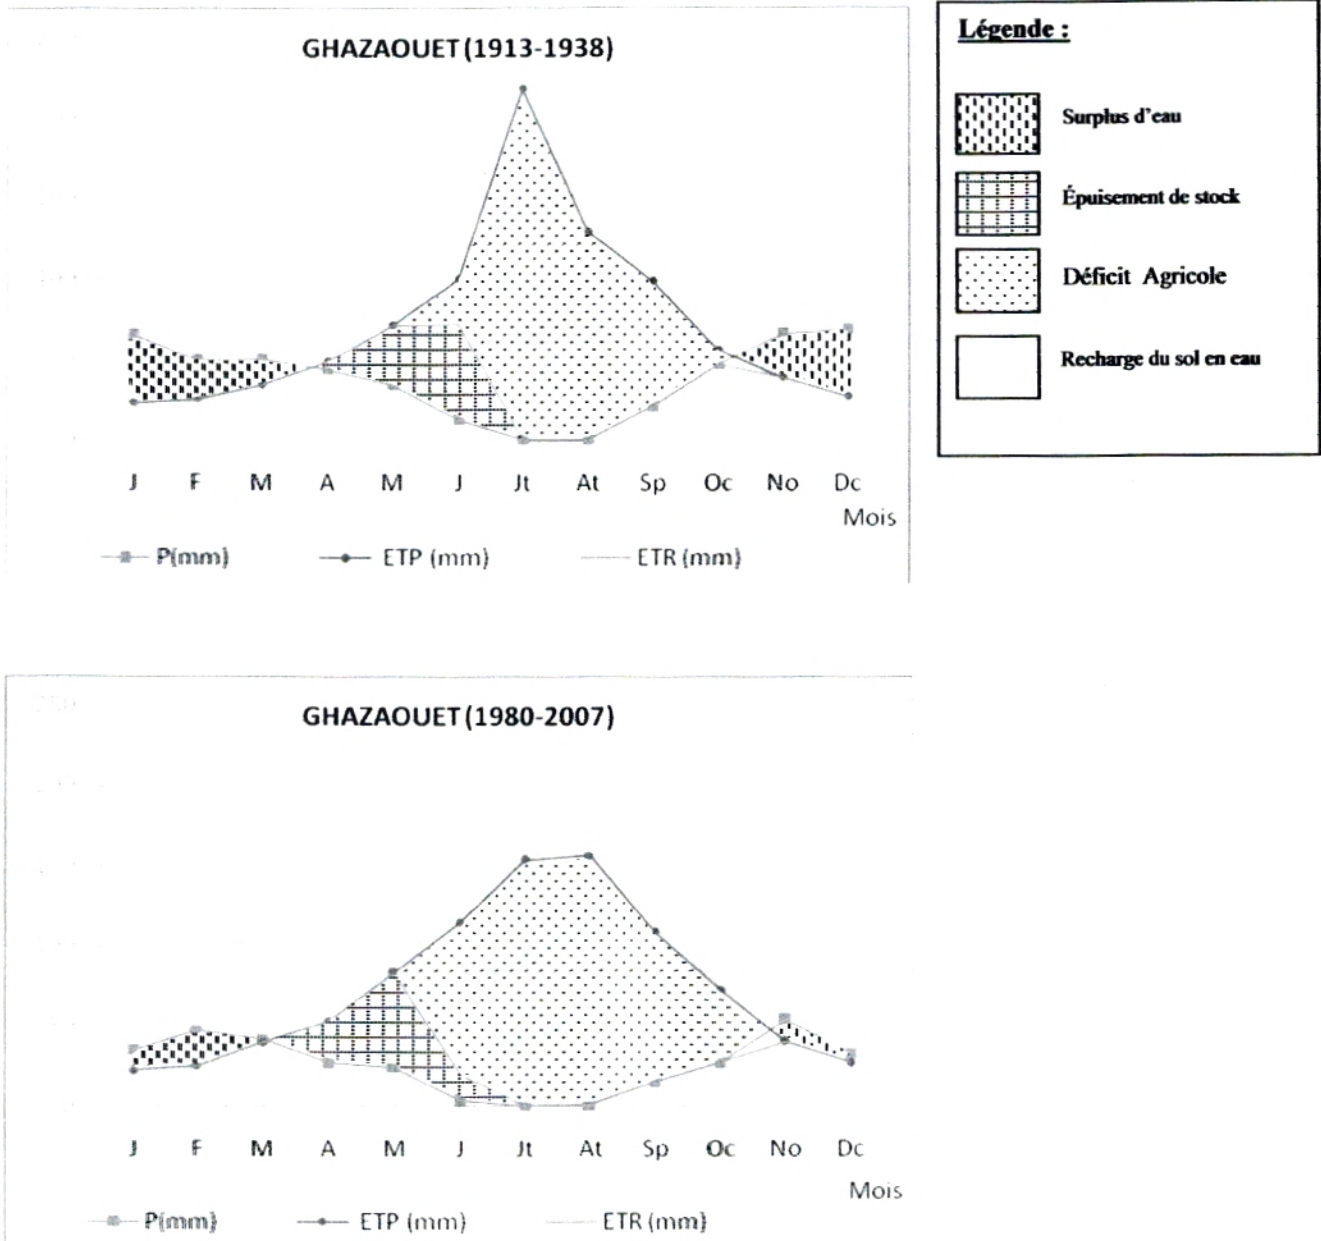 GHAZAOUET (1913-1938)
J F M A M J Jt At Sp Oc No Dc
Mois
P(mm) ETP (mm) ETR (mm)
Légende :
Surplus d'eau
Épuisement de stock
Déficit Agricole
Recharge du sol en eau
GHAZAOUET (1980-2007)
J F M A M J Jt At Sp Oc No Dc
Mois
P(mm) ETP (mm) ETR (mm)